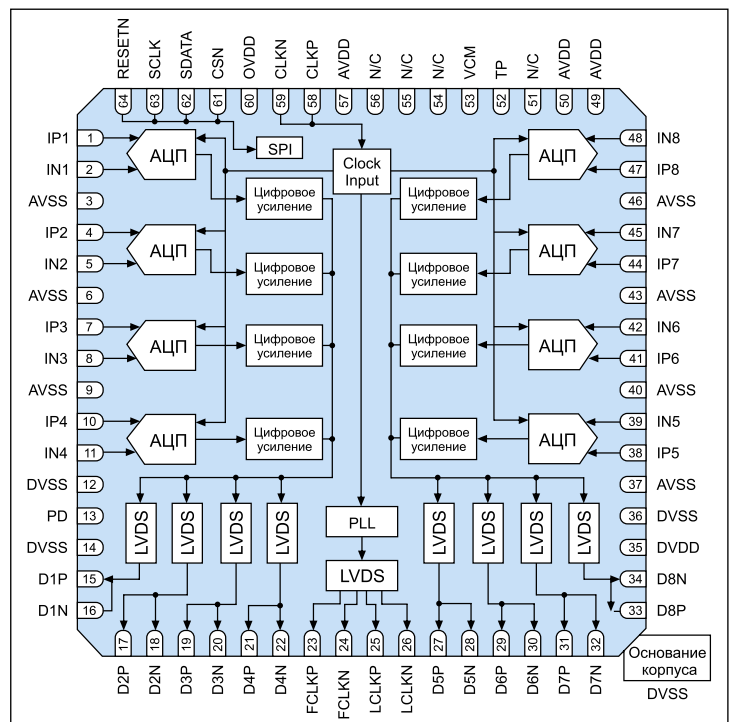 RESETN SCLK SDATA CSN OVDD CLKN CLKP AVDD N/C N/C N/C VCM TP N/C AVDD AVDD
64 63 62 61 60 59 58 57 56 55 54 53 52 51 50 49
IP1 1 АЦП SPI Clock Input АЦП 48 IN8
IN1 2 47 IP8
AVSS 3 Цифровое усиление Цифровое усиление 46 AVSS
IP2 4 АЦП АЦП 45 IN7
IN2 5 Цифровое усиление Цифровое усиление 44 IP7
AVSS 6 43 AVSS
IP3 7 АЦП Цифровое усиление Цифровое усиление АЦП 42 IN6
IN3 8 41 IP6
AVSS 9 40 AVSS
IP4 10 АЦП Цифровое усиление Цифровое усиление АЦП 39 IN5
IN4 11 38 IP5
DVSS 12 37 AVSS
PD 13 LVDS LVDS LVDS LVDS PLL LVDS LVDS LVDS LVDS 36 DVSS
DVSS 14 35 DVDD
D1P 15 LVDS 34 D8N
D1N 16 33 D8P
17 18 19 20 21 22 23 24 25 26 27 28 29 30 31 32
D2P D2N D3P D3N D4P D4N FCLKP FCLKN LCLKP LCLKN D5P D5N D6P D6N D7P D7N
Основание
корпуса
DVSS